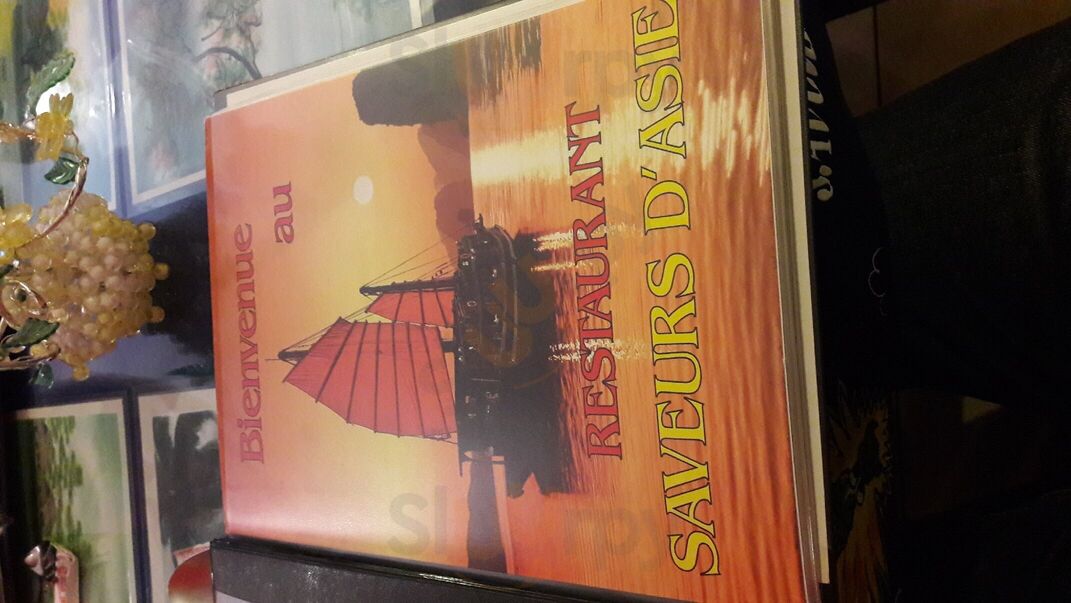 Bienvenue
au
RESTAURANT
SAVEURS D'ASIE